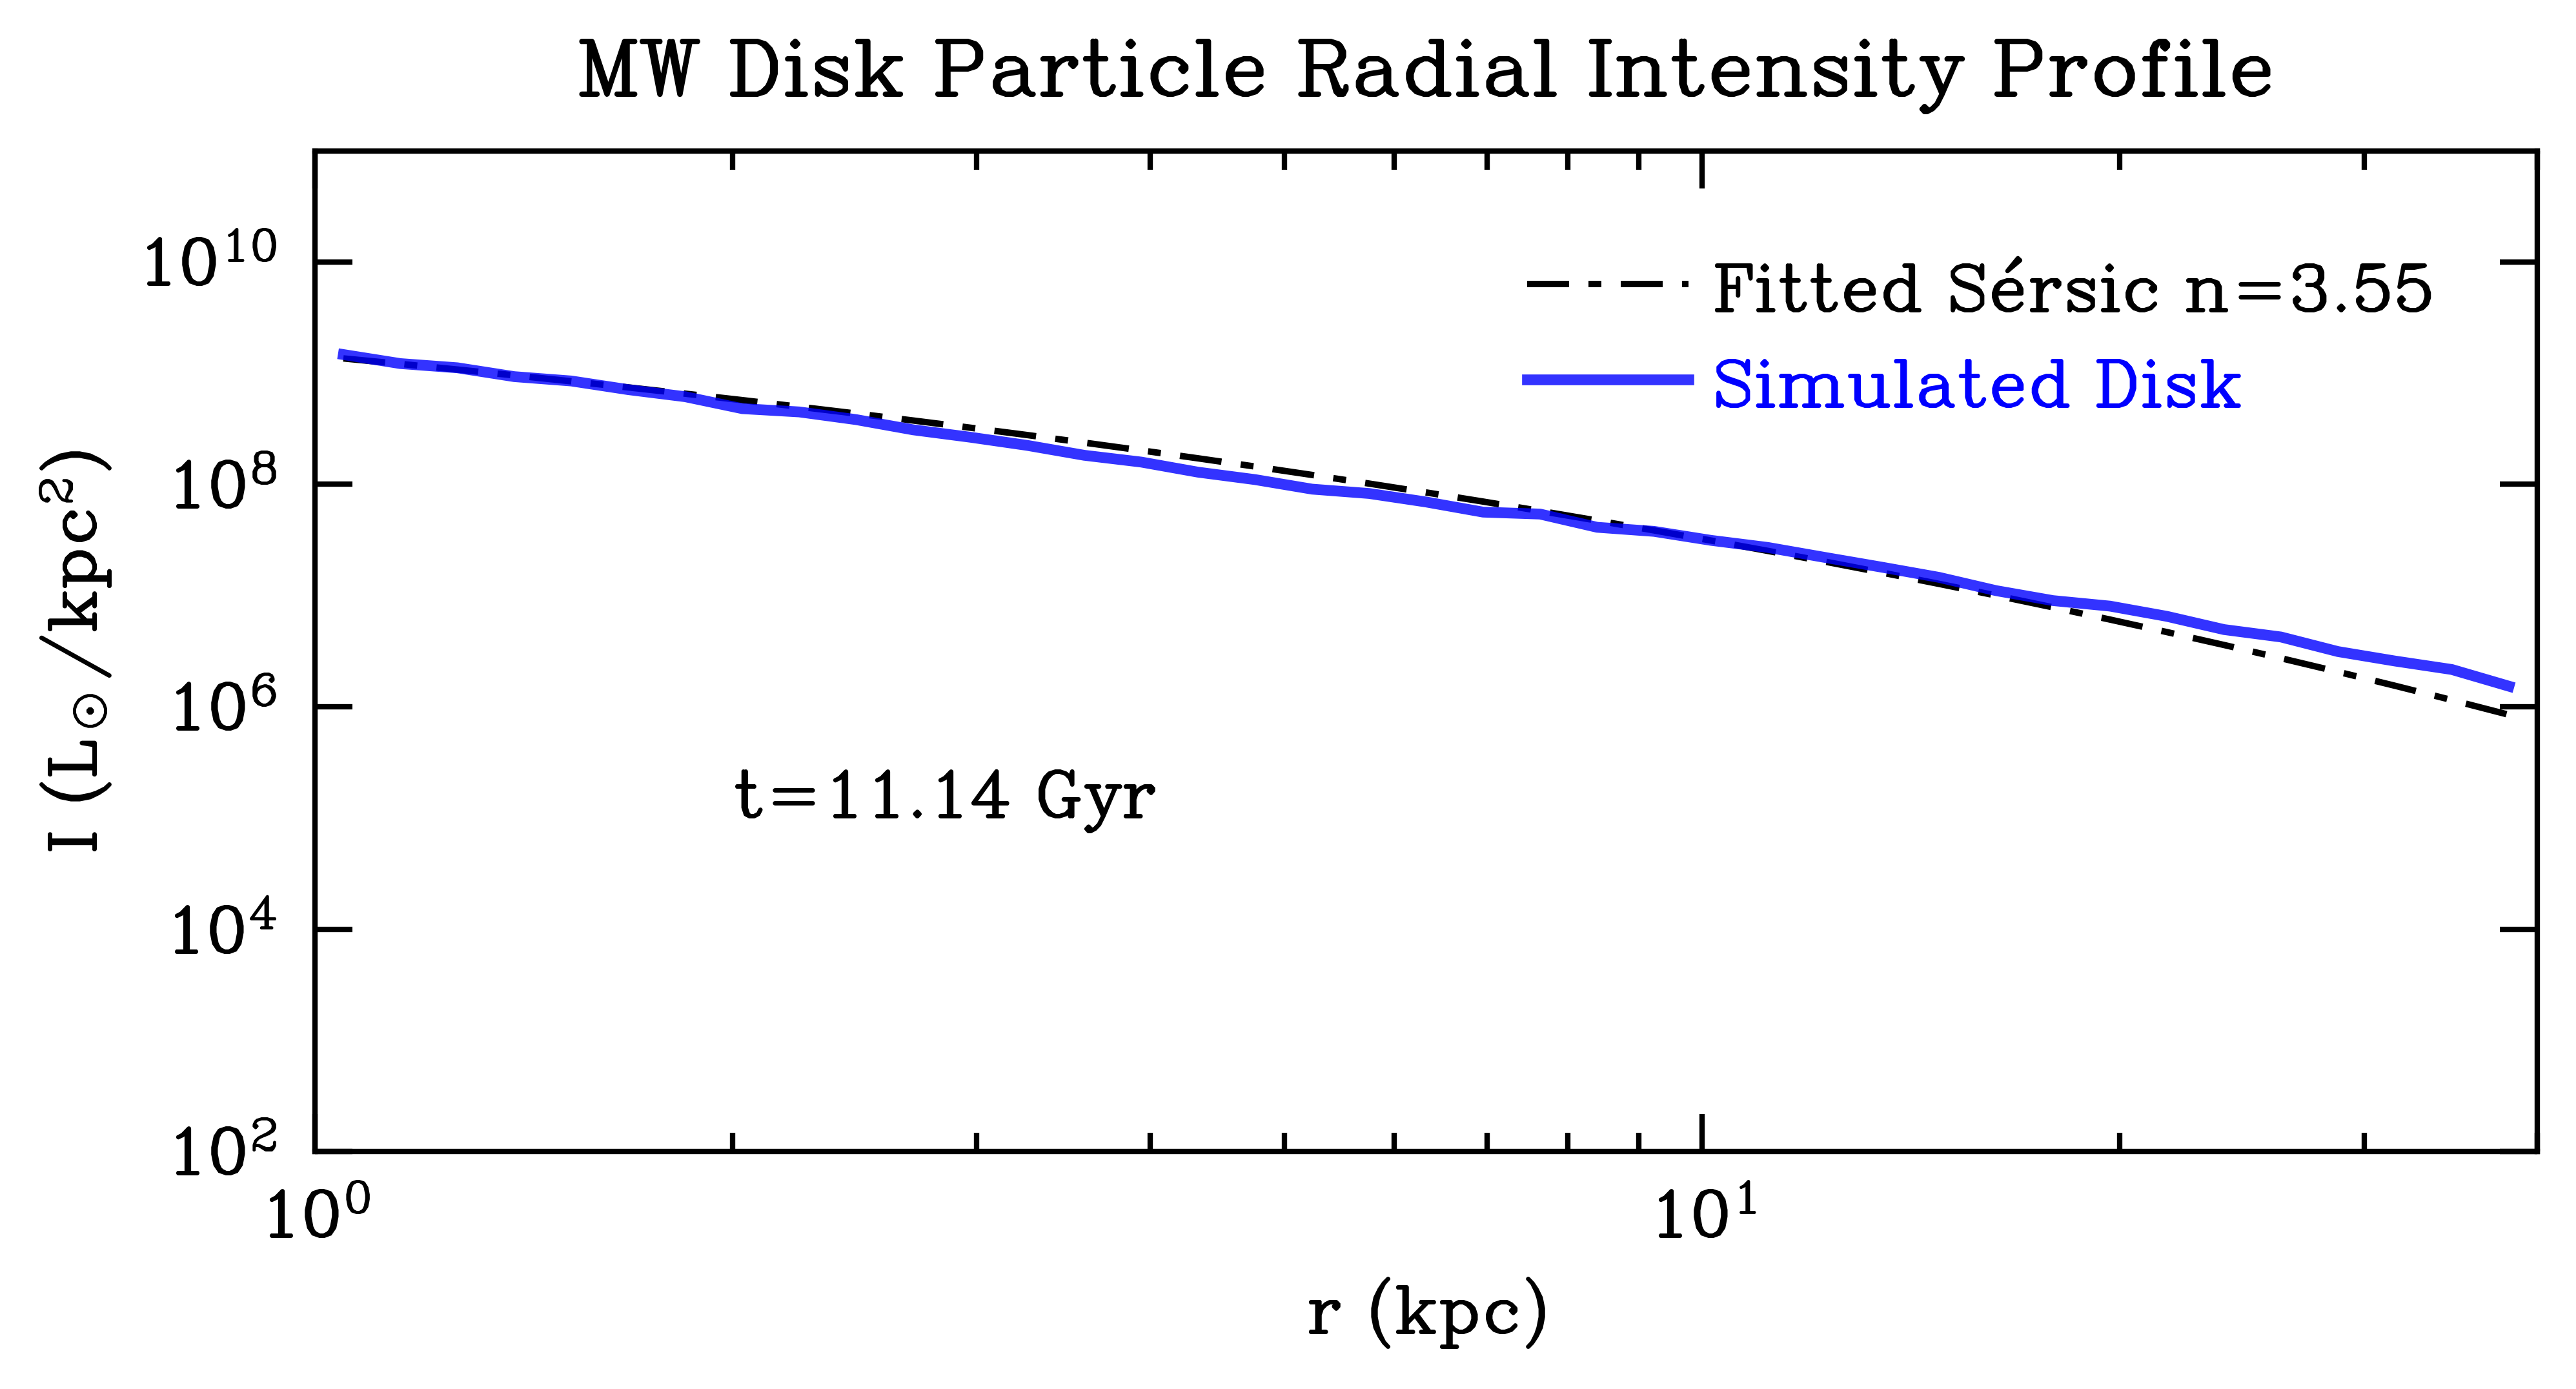 MW Disk Particle Radial Intensity Profile
10¹⁰
10⁸
10⁶
10⁴
10²
I (L☉/kpc²)
Fitted Sérsic n=3.55
Simulated Disk
t=11.14 Gyr
10⁰
10¹
r (kpc)